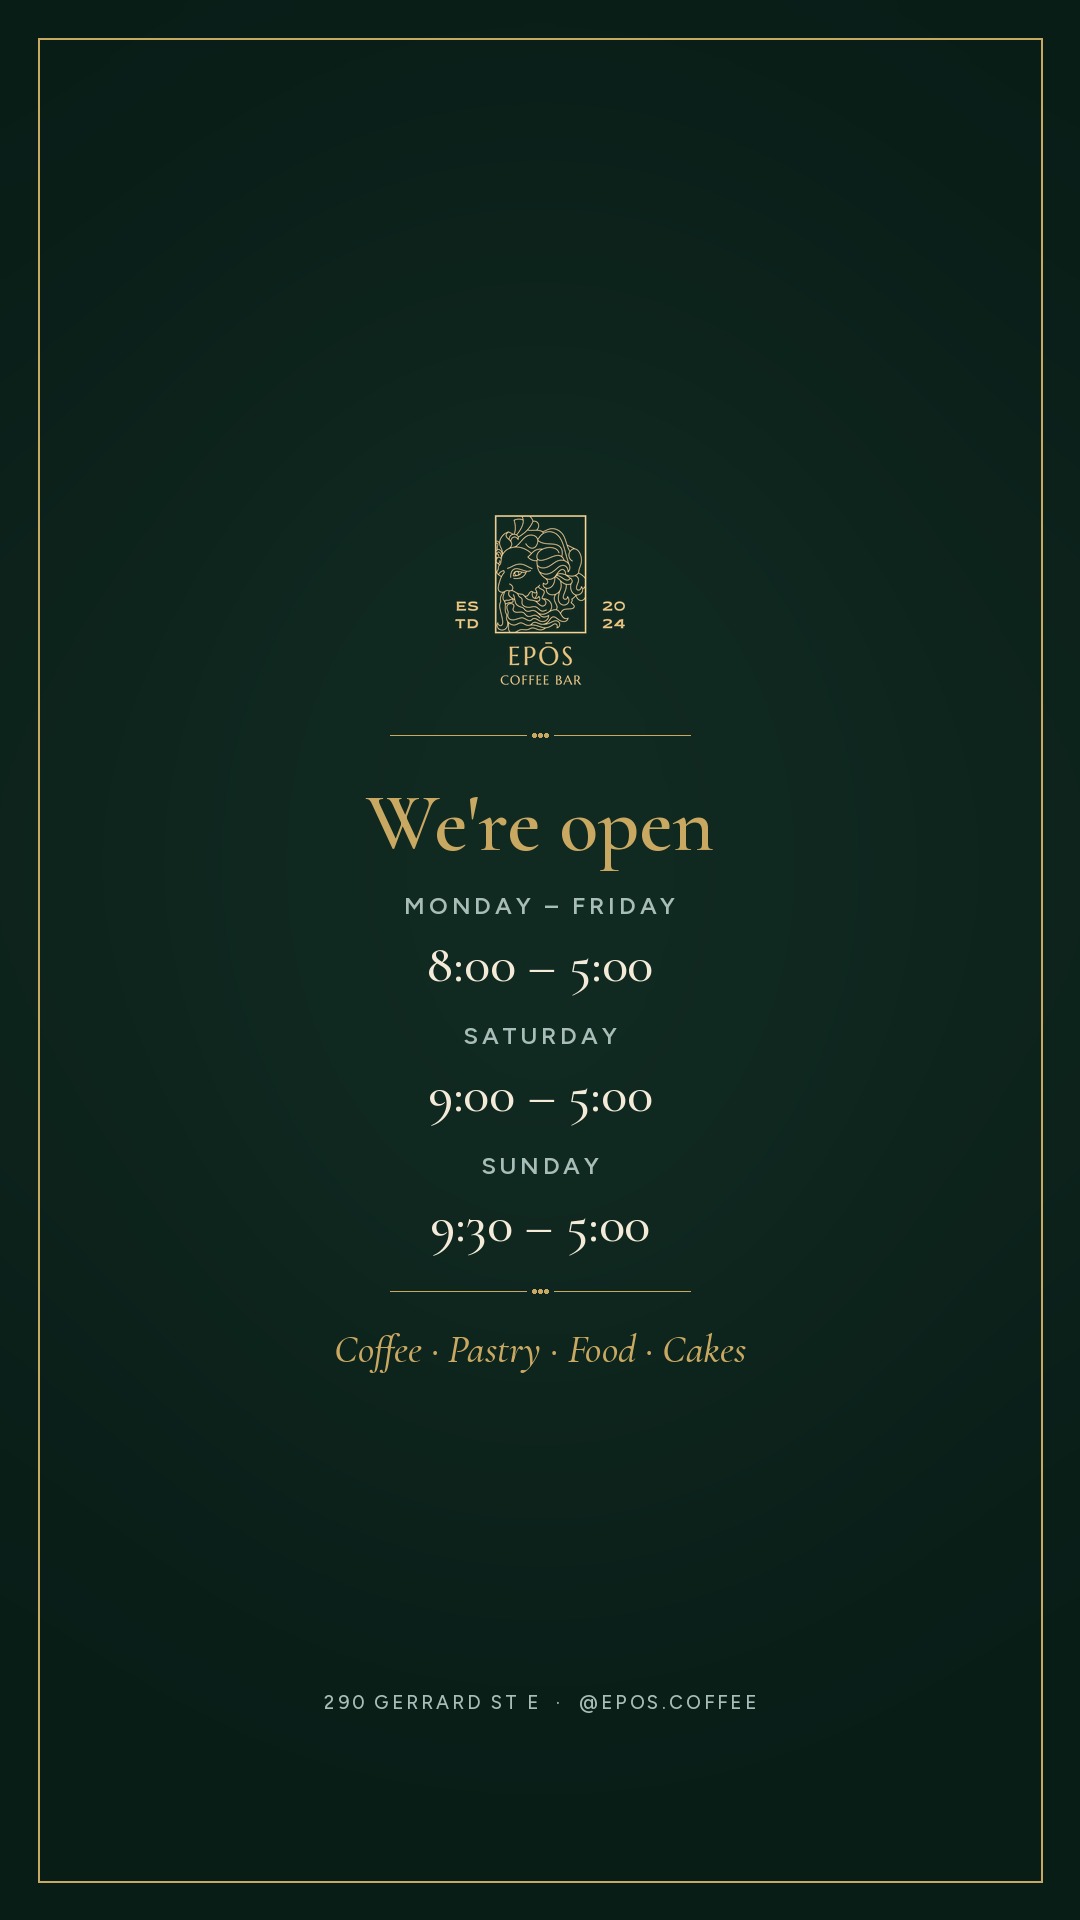 ES
TD
20
24
EPŌS
COFFEE BAR
We're open
MONDAY – FRIDAY
8:00 – 5:00
SATURDAY
9:00 – 5:00
SUNDAY
9:30 – 5:00
Coffee · Pastry · Food · Cakes
290 GERRARD ST E · @EPOS.COFFEE